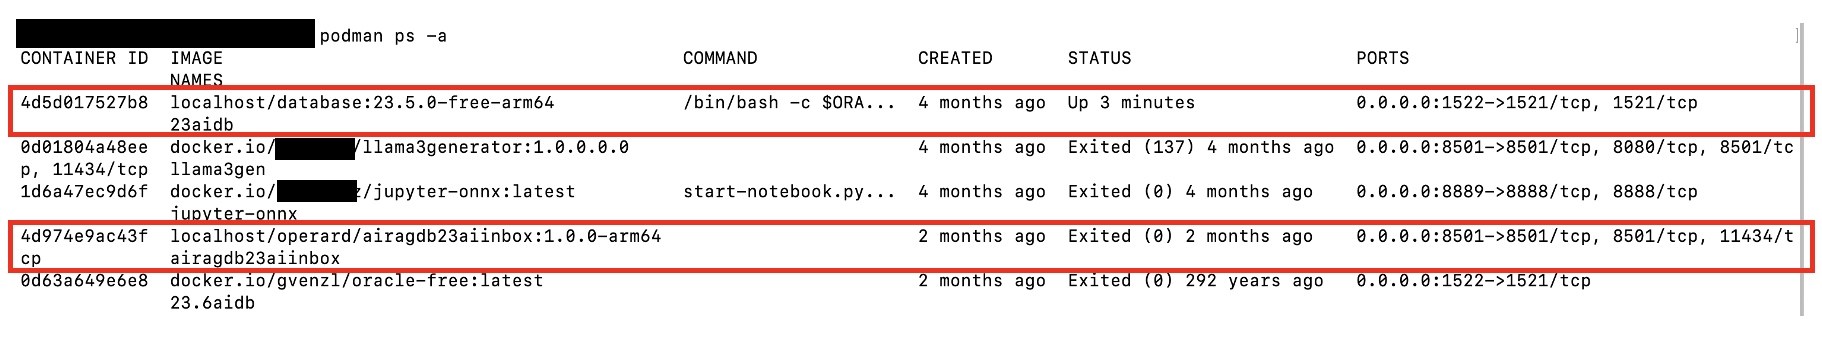 podman ps -a
CONTAINER ID  IMAGE                                             COMMAND               CREATED       STATUS                     PORTS
              NAMES
4d5d017527b8  localhost/database:23.5.0-free-arm64              /bin/bash -c $ORA...  4 months ago  Up 3 minutes               0.0.0.0:1522->1521/tcp, 1521/tcp
              23aidb
0d01804a48ee  docker.io/ /llama3generator:1.0.0.0.0                       4 months ago  Exited (137) 4 months ago  0.0.0.0:8501->8501/tcp, 8080/tcp, 8501/tc
p, 11434/tcp  llama3gen
1d6a47ec9d6f  docker.io/ z/jupyter-onnx:latest            start-notebook.py...  4 months ago  Exited (0) 4 months ago    0.0.0.0:8889->8888/tcp, 8888/tcp
              jupyter-onnx
4d974e9ac43f  localhost/operard/airagdb23aiinbox:1.0.0-arm64                          2 months ago  Exited (0) 2 months ago    0.0.0.0:8501->8501/tcp, 8501/tcp, 11434/t
cp            airagdb23aiinbox
0d63a649e6e8  docker.io/gvenzl/oracle-free:latest                                     2 months ago  Exited (0) 292 years ago   0.0.0.0:1522->1521/tcp
              23.6aidb